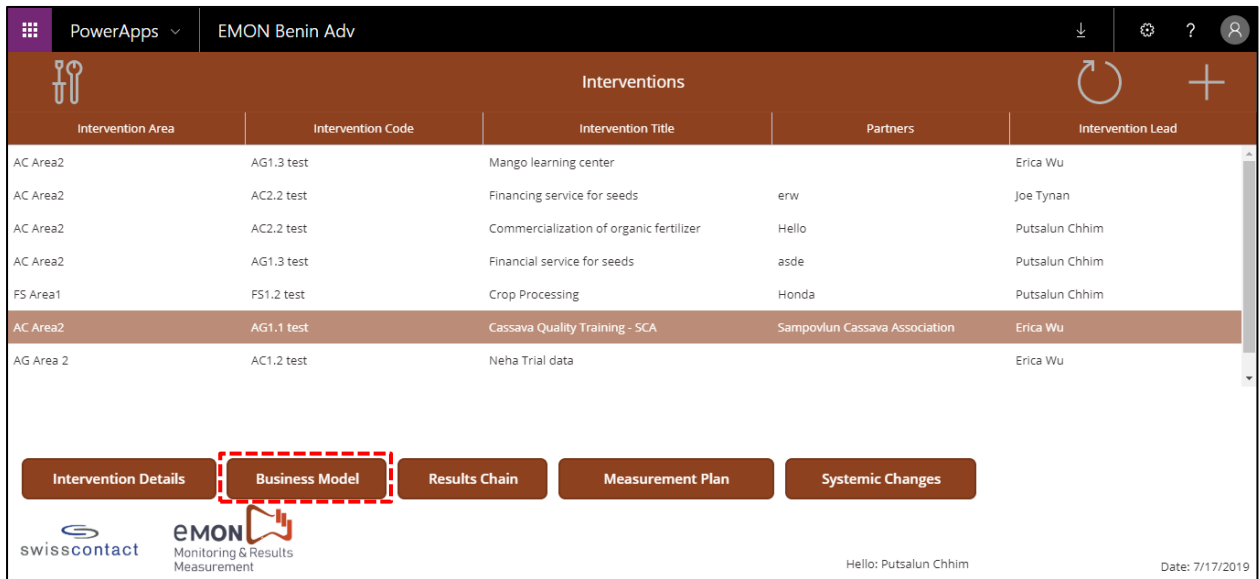 PowerApps EMON Benin Adv ?
Interventions
Intervention Area Intervention Code Intervention Title Partners Intervention Lead
AC Area2 AG1.3 test Mango learning center Erica Wu
AC Area2 AC2.2 test Financing service for seeds erw Joe Tynan
AC Area2 AC2.2 test Commercialization of organic fertilizer Hello Putsalun Chhim
AC Area2 AG1.3 test Financial service for seeds asde Putsalun Chhim
FS Area1 FS1.2 test Crop Processing Honda Putsalun Chhim
AC Area2 AG1.1 test Cassava Quality Training - SCA Sampovlun Cassava Association Erica Wu
AG Area 2 AC1.2 test Neha Trial data Erica Wu
Intervention Details Business Model Results Chain Measurement Plan Systemic Changes
swisscontact
eMON
Monitoring & Results
Measurement
Hello: Putsalun Chhim Date: 7/17/2019